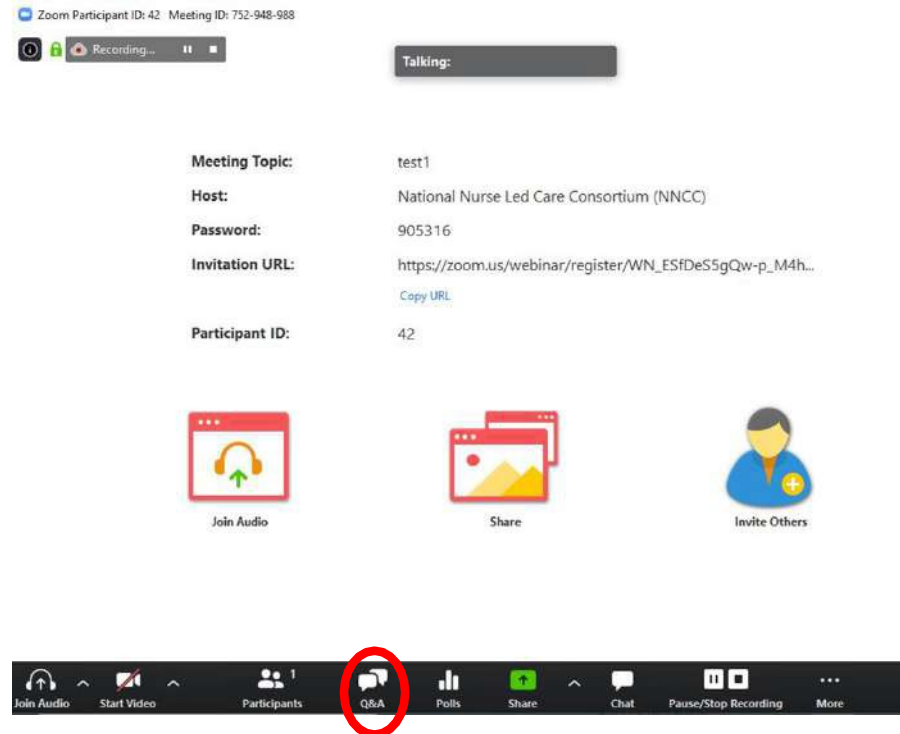 Zoom Participant ID: 42 Meeting ID: 752-948-988
Recording...
Talking:
Meeting Topic: test1
Host: National Nurse Led Care Consortium (NNCC)
Password: 905316
Invitation URL: https://zoom.us/webinar/register/WN_ESfDeS5gQw-p_M4h...
Copy URL
Participant ID: 42
Join Audio Share Invite Others
1
Join Audio Start Video Participants Q&A Polls Share Chat Pause/Stop Recording More